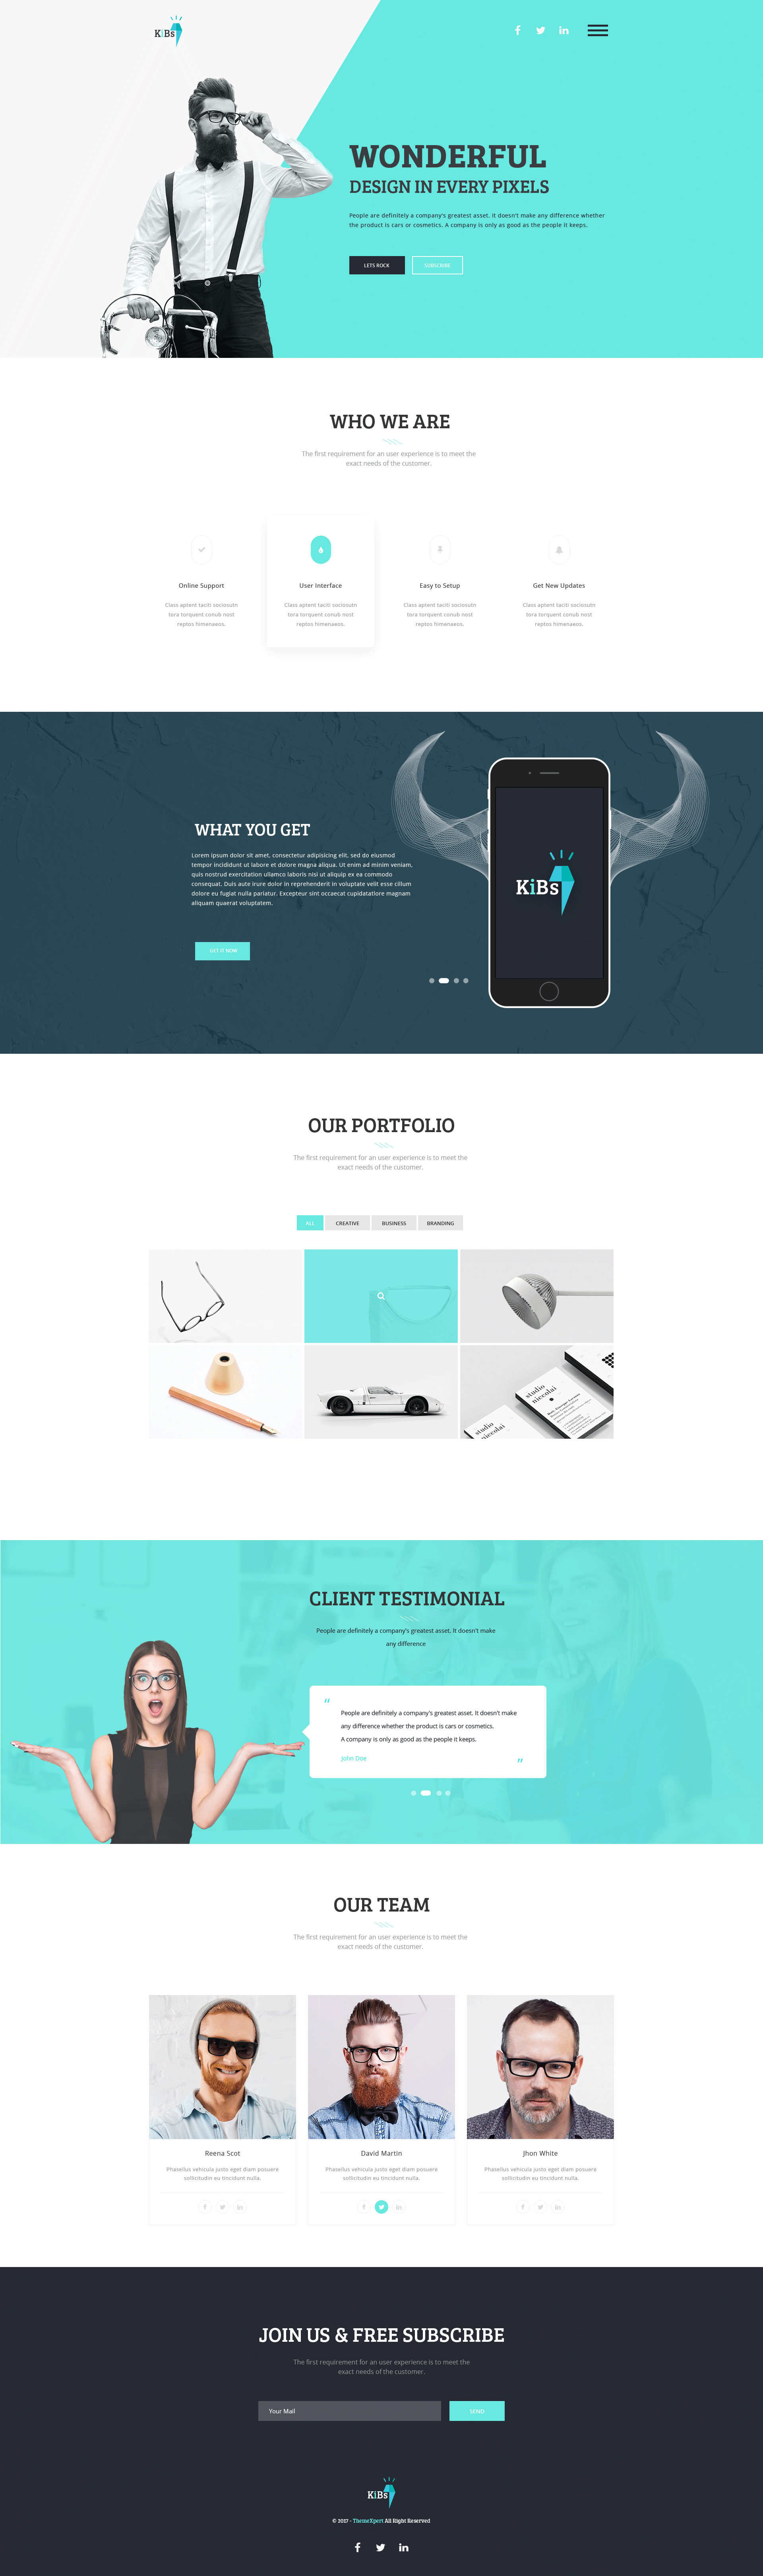 KiBs
WONDERFUL
DESIGN IN EVERY PIXELS
People are definitely a company's greatest asset. It doesn't make any difference whether
the product is cars or cosmetics. A company is only as good as the people it keeps.
LETS ROCK
SUBSCRIBE
WHO WE ARE
The first requirement for an user experience is to meet the
exact needs of the customer.
Online Support
Class aptent taciti sociosutn
tora torquent conub nost
reptos himenaeos.
User Interface
Class aptent taciti sociosutn
tora torquent conub nost
reptos himenaeos.
Easy to Setup
Class aptent taciti sociosutn
tora torquent conub nost
reptos himenaeos.
Get New Updates
Class aptent taciti sociosutn
tora torquent conub nost
reptos himenaeos.
WHAT YOU GET
Lorem ipsum dolor sit amet, consectetur adipisicing elit, sed do eiusmod
tempor incididunt ut labore et dolore magna aliqua. Ut enim ad minim veniam,
quis nostrud exercitation ullamco laboris nisi ut aliquip ex ea commodo
consequat. Duis aute irure dolor in reprehenderit in voluptate velit esse cillum
dolore eu fugiat nulla pariatur. Excepteur sint occaecat cupidatatlore magnam
aliquam quaerat voluptatem.
GET IT NOW
KiBs
OUR PORTFOLIO
The first requirement for an user experience is to meet the
exact needs of the customer.
ALL
CREATIVE
BUSINESS
BRANDING
studio
niccolai
studio
niccolai
CLIENT TESTIMONIAL
People are definitely a company's greatest asset. It doesn't make
any difference
“
People are definitely a company's greatest asset. It doesn't make
any difference whether the product is cars or cosmetics.
A company is only as good as the people it keeps.
John Doe
”
OUR TEAM
The first requirement for an user experience is to meet the
exact needs of the customer.
Reena Scot
Phasellus vehicula justo eget diam posuere
sollicitudin eu tincidunt nulla.
David Martin
Phasellus vehicula justo eget diam posuere
sollicitudin eu tincidunt nulla.
Jhon White
Phasellus vehicula justo eget diam posuere
sollicitudin eu tincidunt nulla.
JOIN US & FREE SUBSCRIBE
The first requirement for an user experience is to meet the
exact needs of the customer.
Your Mail
SEND
KiBs
© 2017 - ThemeXpert All Right Reserved